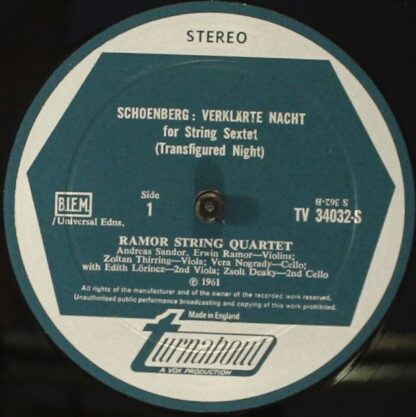 STEREO
SCHOENBERG : VERKLÄRTE NACHT
for String Sextet
(Transfigured Night)
B.I.E.M.
/Universal Edns.
Side
1
S 362-B
TV 34032-S
RAMOR STRING QUARTET
Andreas Sandor, Erwin Ramor—Violins;
Zoltan Thirring—Viola; Vera Nogrady—Cello;
with Edith Lörincz—2nd Viola; Zsolt Deaky—2nd Cello
℗ 1961
All rights of the manufacturer and of the owner of the recorded work reserved.
Unauthorised public performance broadcasting and copying of this work prohibited.
Made in England
turnabout
A VOX PRODUCTION